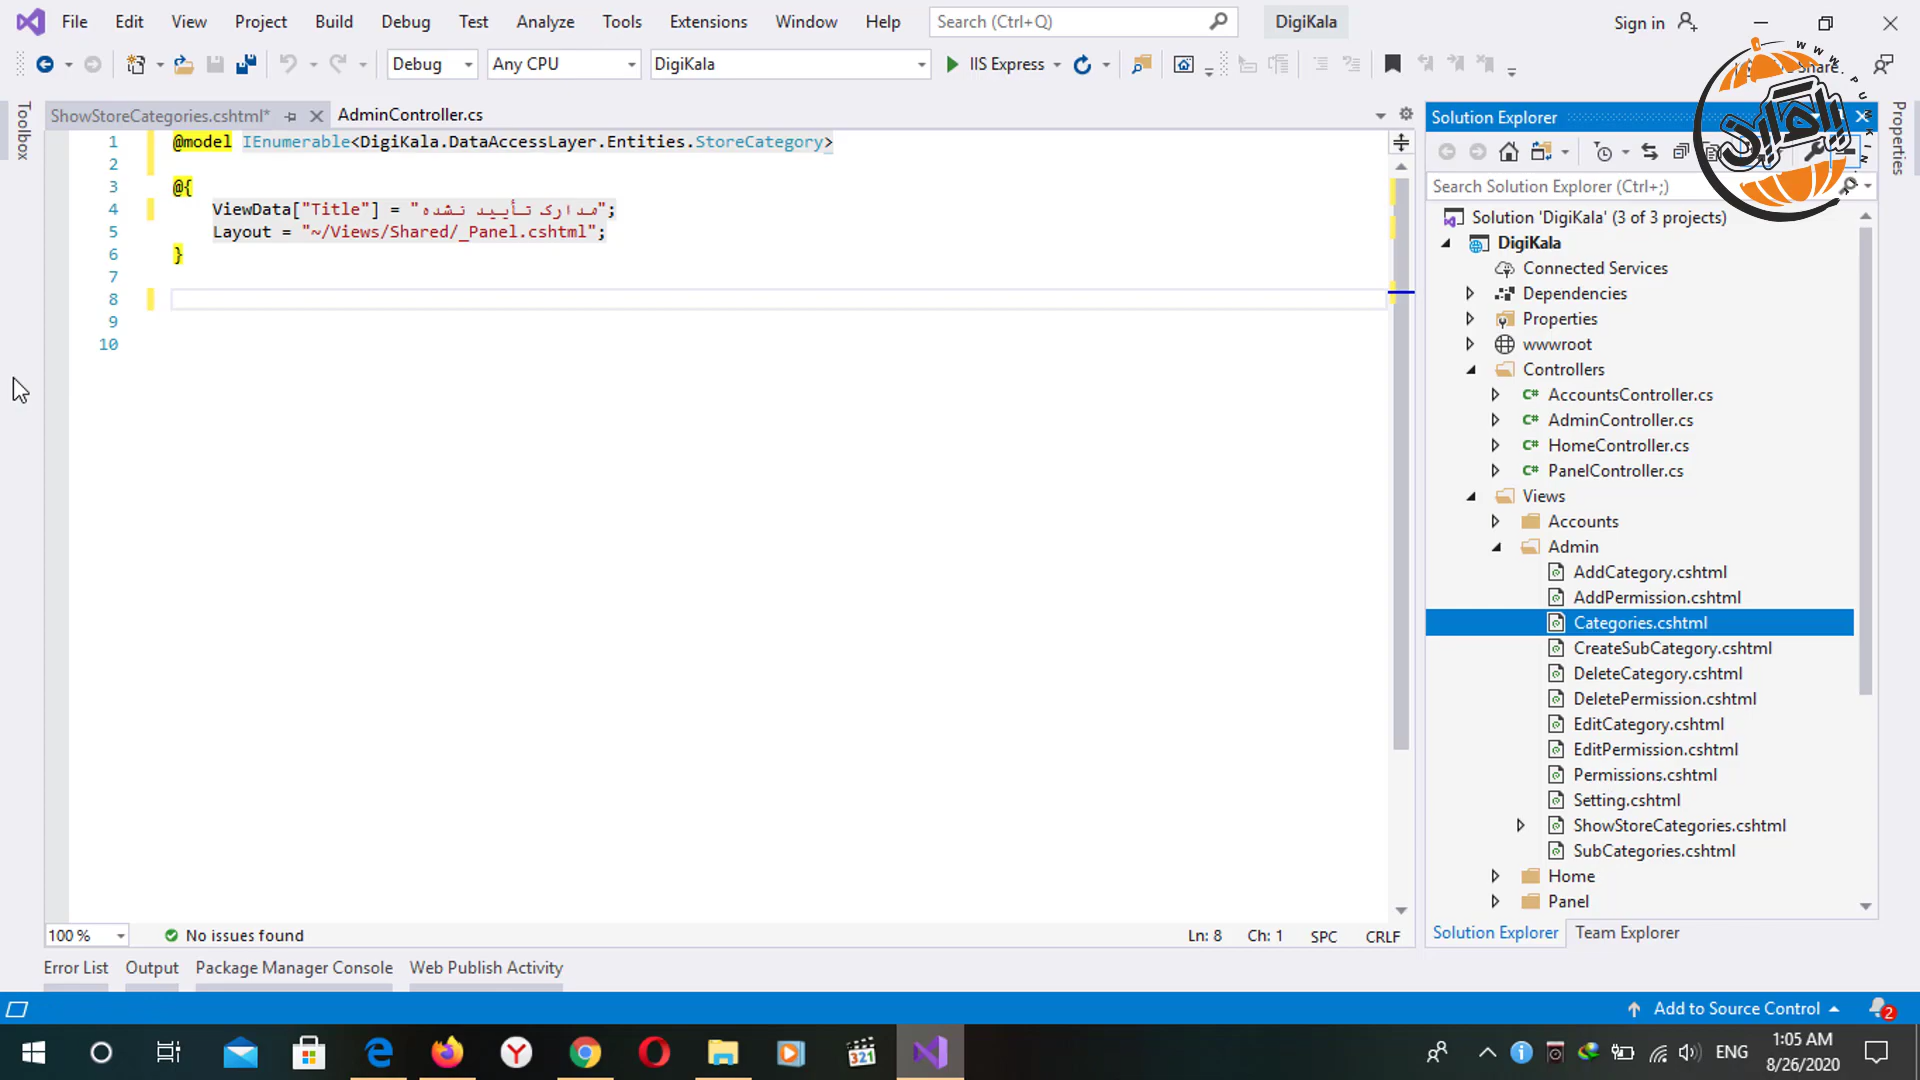 File Edit View Project Build Debug Test Analyze Tools Extensions Window Help Search (Ctrl+Q) DigiKala Sign in
Debug Any CPU DigiKala IIS Express Share
Toolbox
ShowStoreCategories.cshtml* AdminController.cs
1 @model IEnumerable<DigiKala.DataAccessLayer.Entities.StoreCategory>
2
3 @{
4 ViewData["Title"] = "مدارک تأیید نشده";
5 Layout = "~/Views/Shared/_Panel.cshtml";
6 }
7
8
9
10
100 % No issues found Ln: 8 Ch: 1 SPC CRLF
Error List Output Package Manager Console Web Publish Activity
Solution Explorer
Search Solution Explorer (Ctrl+;)
Solution 'DigiKala' (3 of 3 projects)
DigiKala
Connected Services
Dependencies
Properties
wwwroot
Controllers
AccountsController.cs
AdminController.cs
HomeController.cs
PanelController.cs
Views
Accounts
Admin
AddCategory.cshtml
AddPermission.cshtml
Categories.cshtml
CreateSubCategory.cshtml
DeleteCategory.cshtml
DeletePermission.cshtml
EditCategory.cshtml
EditPermission.cshtml
Permissions.cshtml
Setting.cshtml
ShowStoreCategories.cshtml
SubCategories.cshtml
Home
Panel
Solution Explorer Team Explorer
Properties
Add to Source Control 2
321
ENG
1:05 AM
8/26/2020